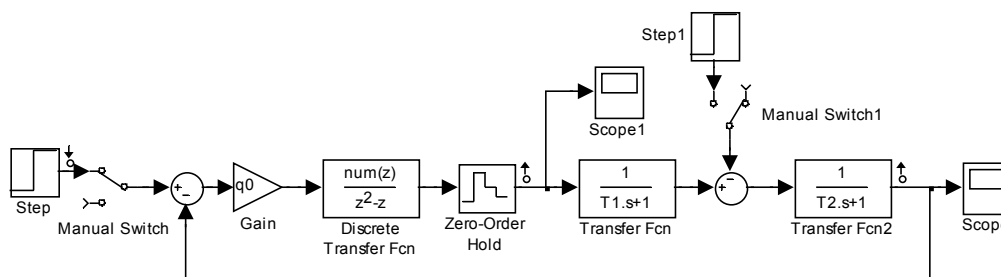 Step1
Scope1
Manual Switch1
Step
Manual Switch
+
−
q0
Gain
num(z)
z²-z
Discrete
Transfer Fcn
Zero-Order
Hold
1
T1.s+1
Transfer Fcn
+
−
1
T2.s+1
Transfer Fcn2
Scope